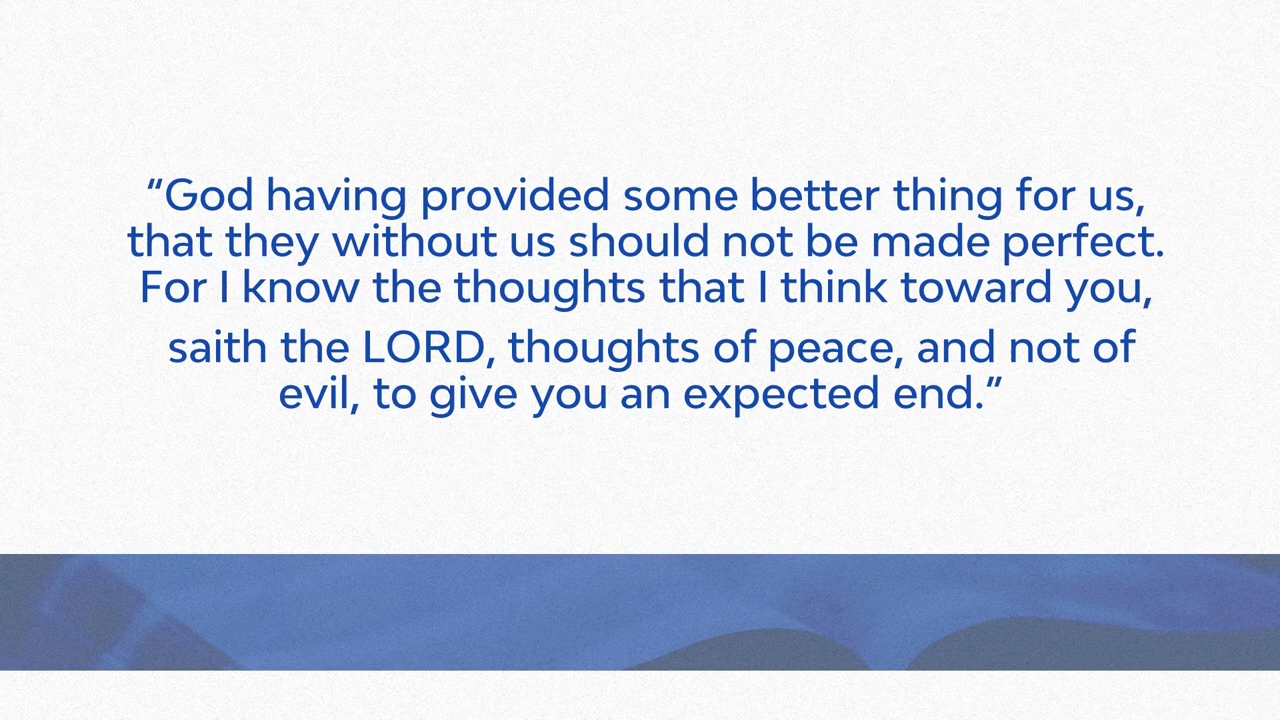 “God having provided some better thing for us,
that they without us should not be made perfect.
For I know the thoughts that I think toward you,
saith the LORD, thoughts of peace, and not of
evil, to give you an expected end.”